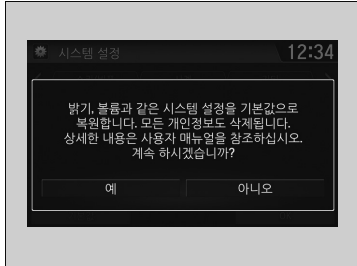 시스템 설정
12:34
밝기, 볼륨과 같은 시스템 설정을 기본값으로
복원합니다. 모든 개인정보도 삭제됩니다.
상세한 내용은 사용자 매뉴얼을 참조하십시오.
계속 하시겠습니까?
예
아니오